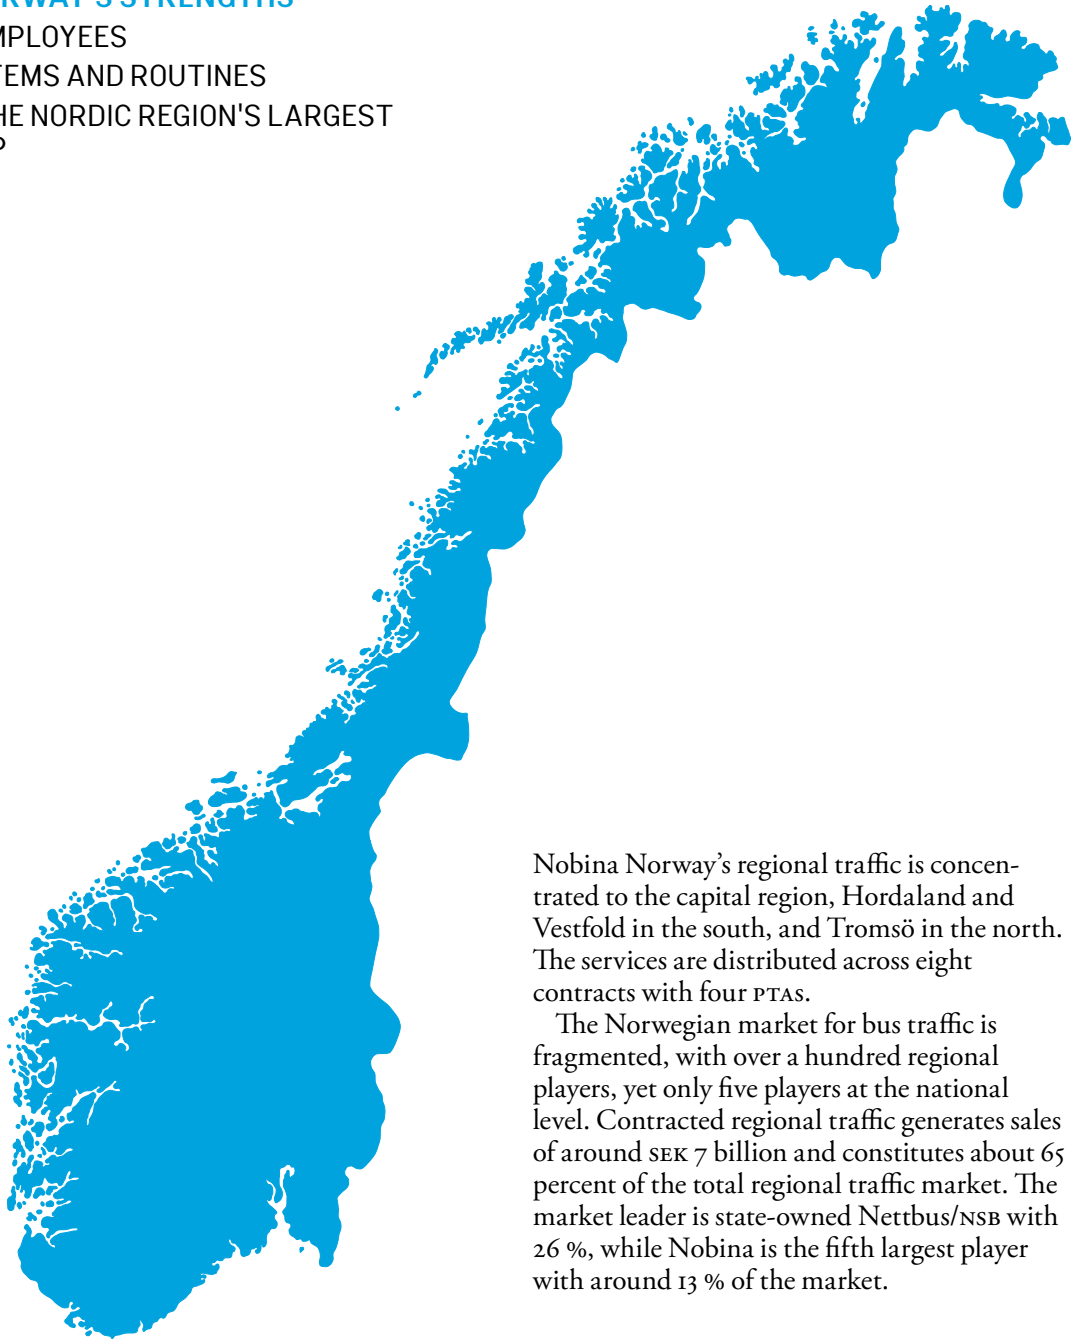 RWAY'S STRENGTHS
MPLOYEES
TEMS AND ROUTINES
HE NORDIC REGION'S LARGEST
Nobina Norway’s regional traffic is concen-
trated to the capital region, Hordaland and
Vestfold in the south, and Tromsö in the north.
The services are distributed across eight
contracts with four PTAs.
The Norwegian market for bus traffic is
fragmented, with over a hundred regional
players, yet only five players at the national
level. Contracted regional traffic generates sales
of around SEK 7 billion and constitutes about 65
percent of the total regional traffic market. The
market leader is state-owned Nettbus/NSB with
26 %, while Nobina is the fifth largest player
with around 13 % of the market.